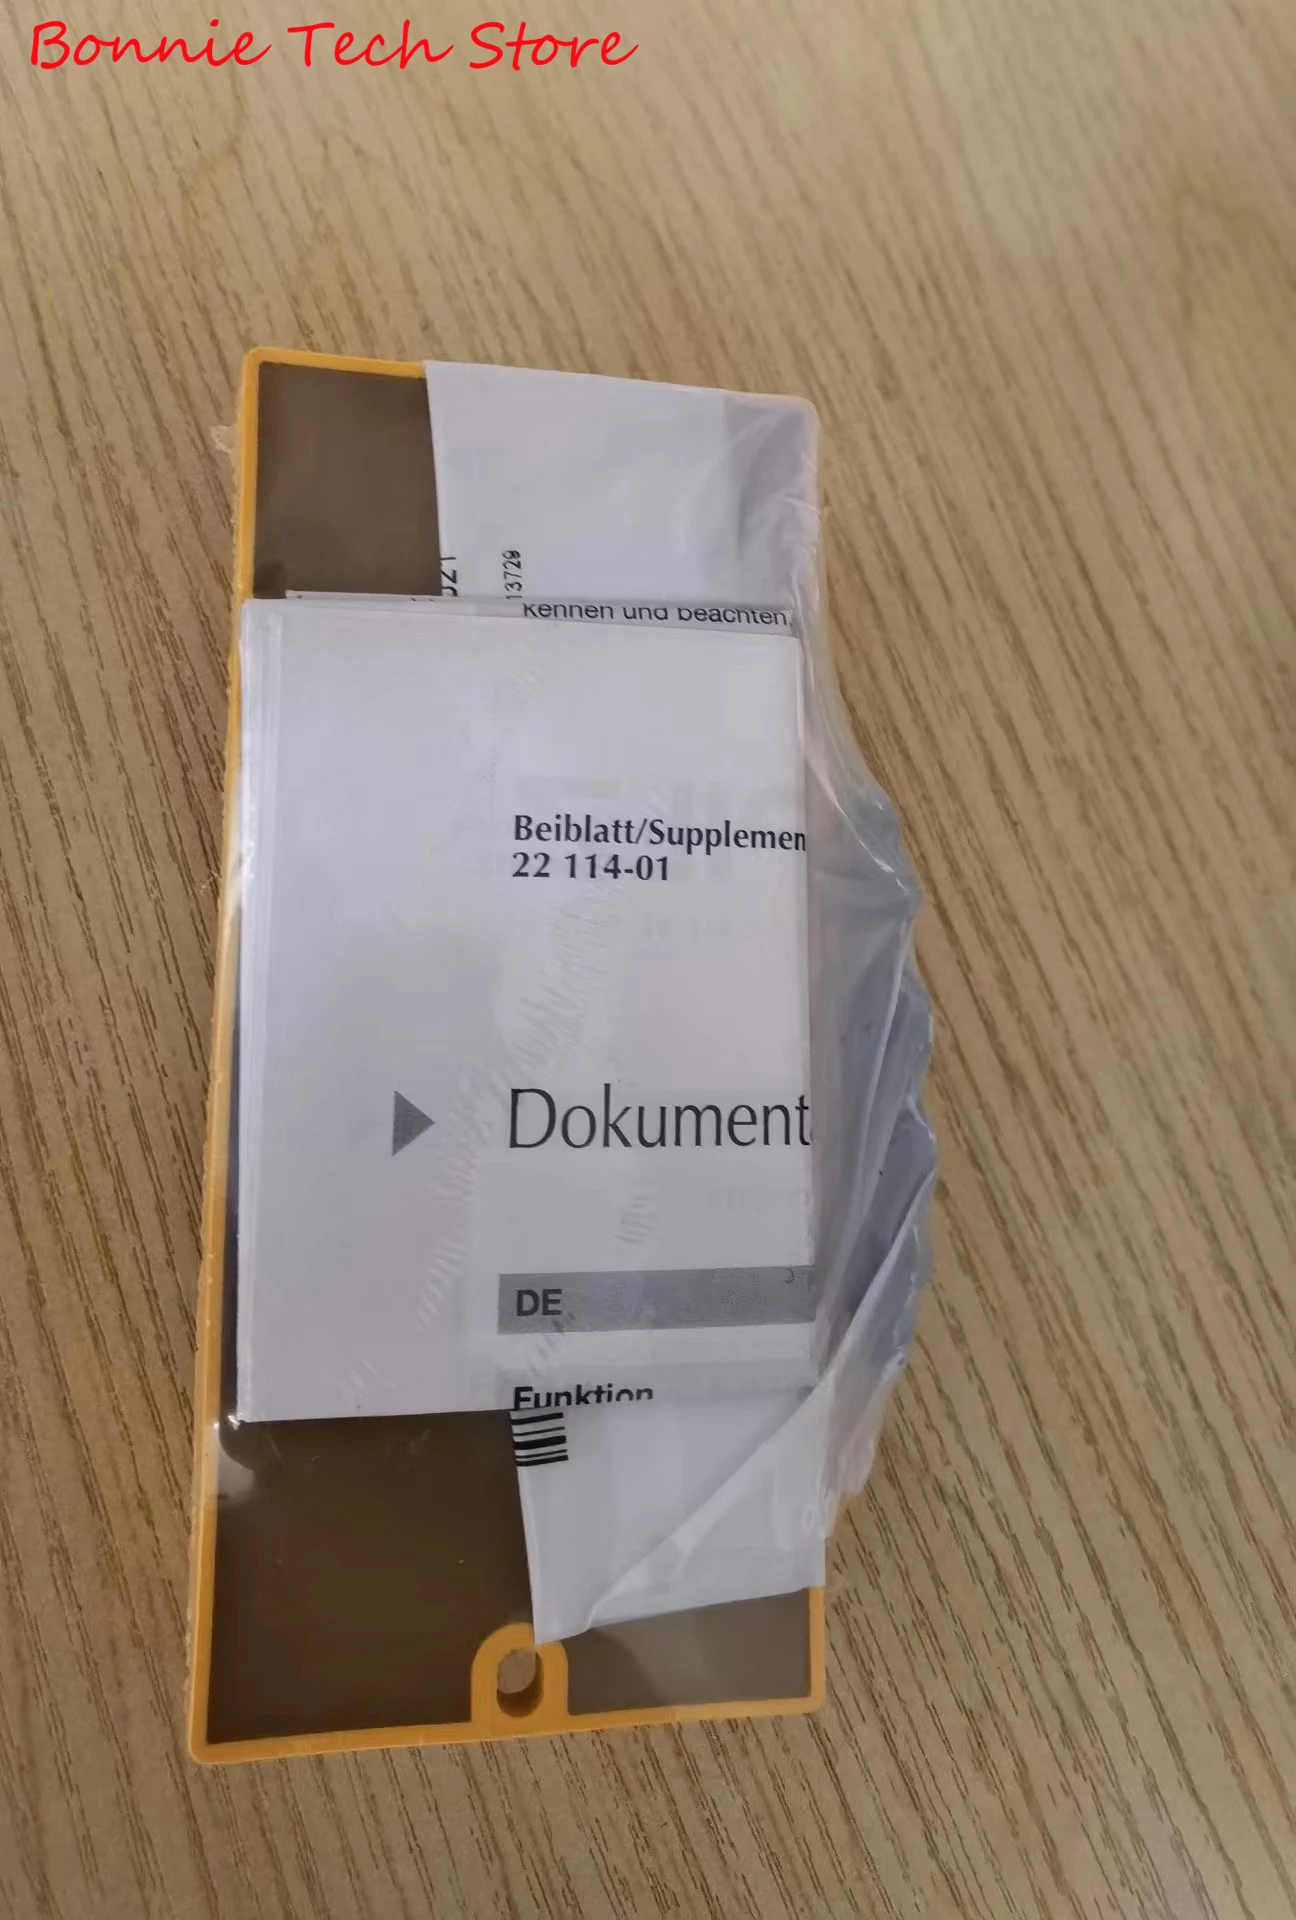 Bonnie Tech Store
13729
kennen und beachten,
Beiblatt/Supplemen
22 114-01
Dokument
DE
Funktion